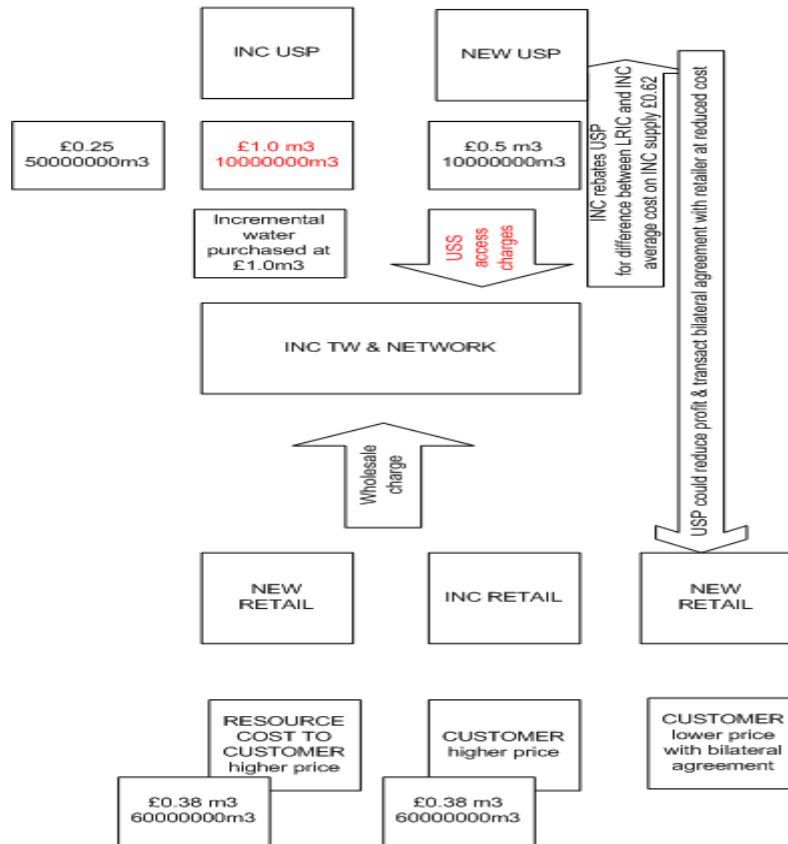 INC USP
NEW USP
£0.25
50000000m3
£1.0 m3
10000000m3
£0.5 m3
10000000m3
Incremental
water
purchased at
£1.0m3
USS
access
charges
INC rebates USP
for difference between LRIC and INC
average cost on INC supply £0.62
USP could reduce profit & transact bilateral agreement with retailer at reduced cost
INC TW & NETWORK
Wholesale
charge
NEW
RETAIL
INC RETAIL
NEW
RETAIL
RESOURCE
COST TO
CUSTOMER
higher price
CUSTOMER
higher price
CUSTOMER
lower price
with bilateral
agreement
£0.38 m3
60000000m3
£0.38 m3
60000000m3